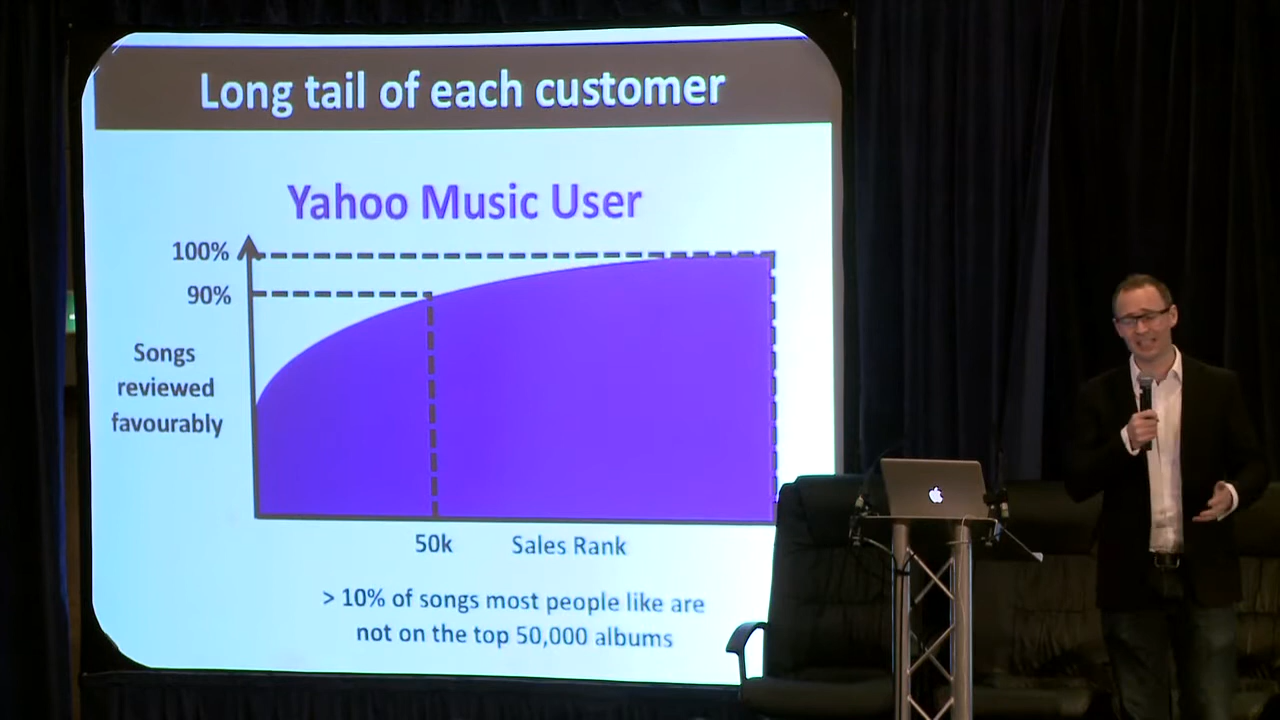 Long tail of each customer
Yahoo Music User
100%
90%
Songs
reviewed
favourably
50k
Sales Rank
> 10% of songs most people like are
not on the top 50,000 albums